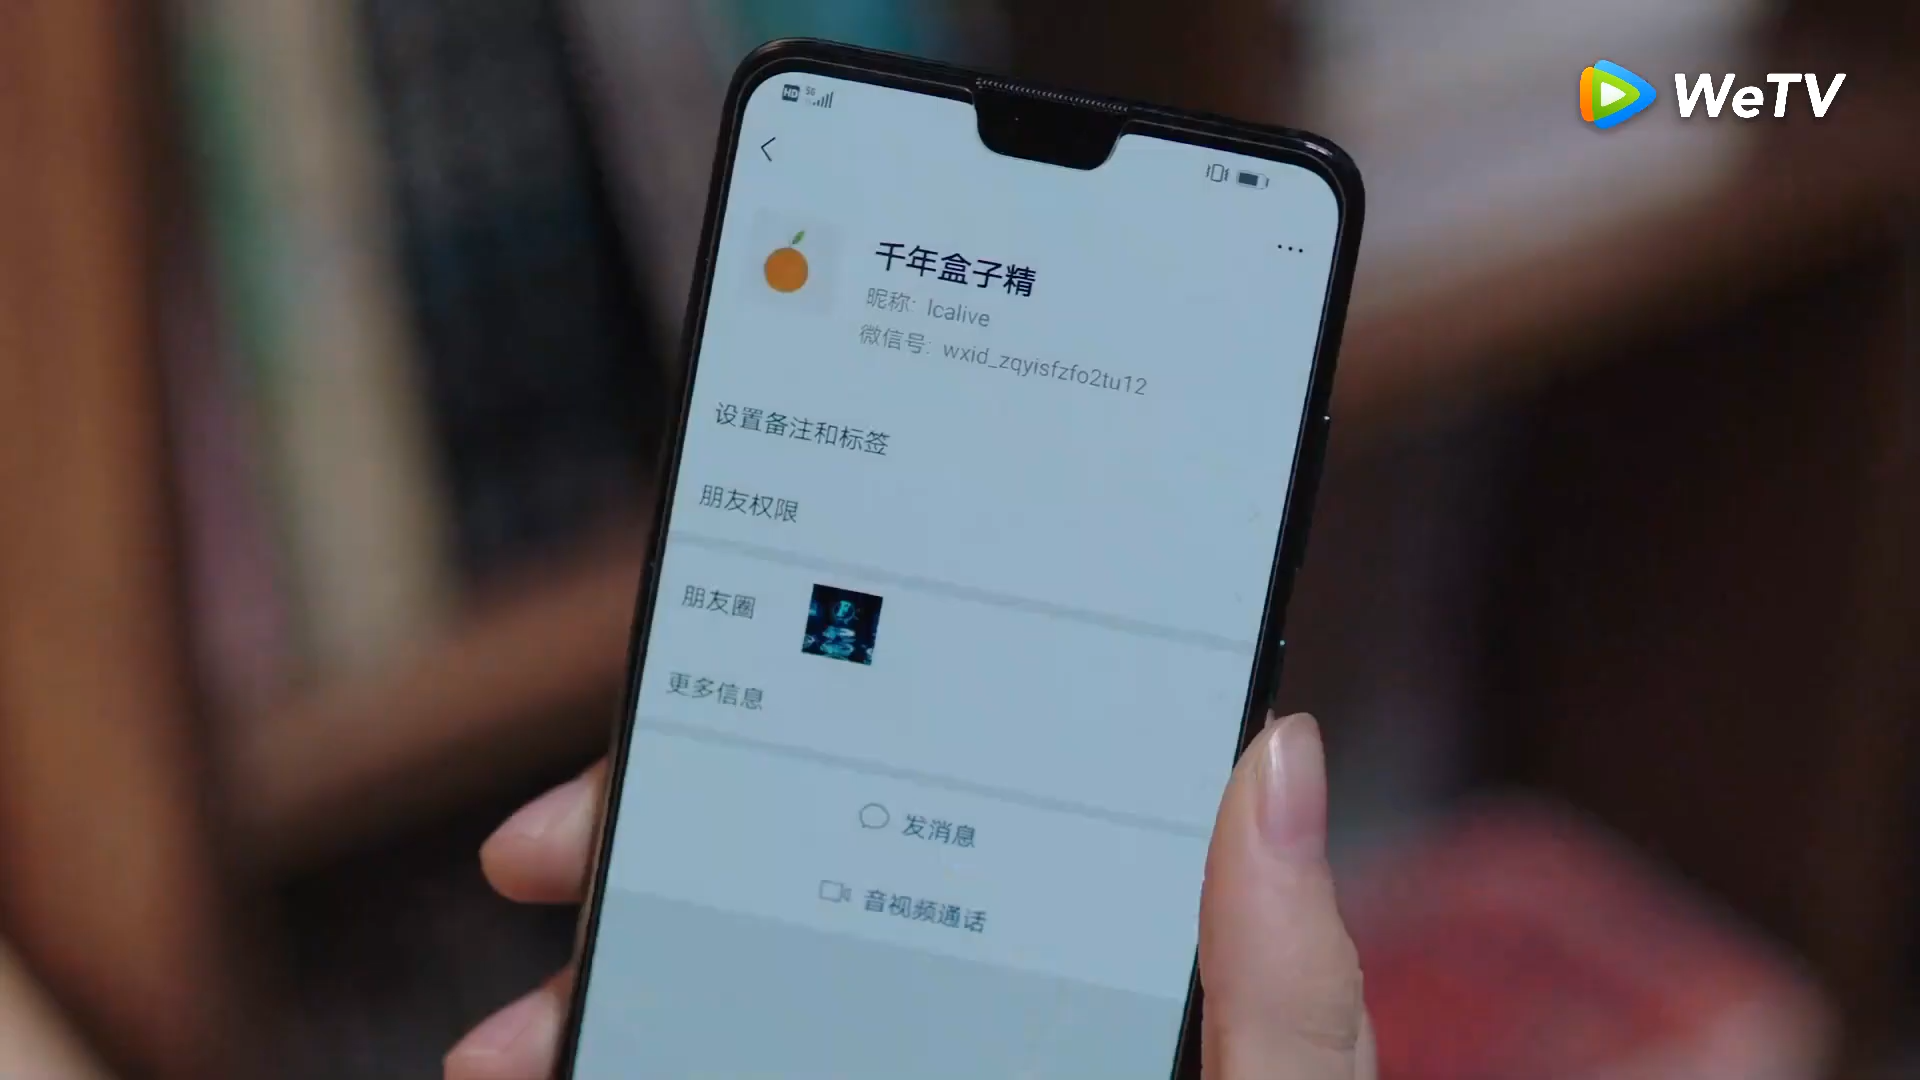 WeTV
HD 5G
千年盒子精
昵称: lcalive
微信号: wxid_zqyisfzfo2tu12
设置备注和标签
朋友权限
朋友圈
F
更多信息
发消息
音视频通话